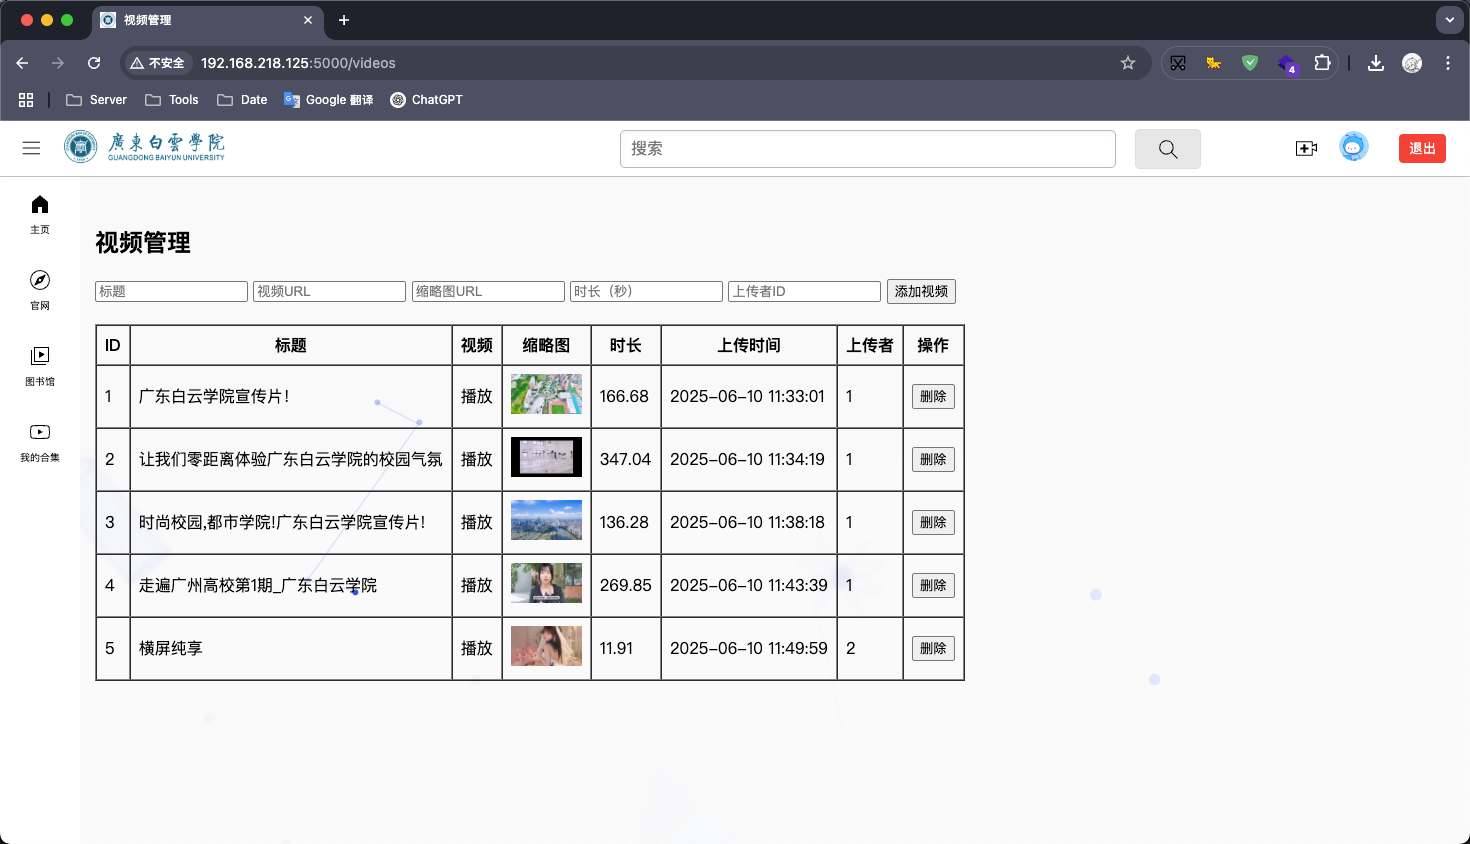 视频管理
不安全 192.168.218.125:5000/videos
4
Server Tools Date Google 翻译 ChatGPT
廣東白雲學院
GUANGDONG BAIYUN UNIVERSITY
搜索
退出
主页
官网
图书馆
我的合集
视频管理
标题 视频URL 缩略图URL 时长（秒） 上传者ID 添加视频
ID 标题 视频 缩略图 时长 上传时间 上传者 操作
1 广东白云学院宣传片! 播放 166.68 2025-06-10 11:33:01 1 删除
2 让我们零距离体验广东白云学院的校园气氛 播放 347.04 2025-06-10 11:34:19 1 删除
3 时尚校园,都市学院!广东白云学院宣传片! 播放 136.28 2025-06-10 11:38:18 1 删除
4 走遍广州高校第1期_广东白云学院 播放 269.85 2025-06-10 11:43:39 1 删除
5 横屏纯享 播放 11.91 2025-06-10 11:49:59 2 删除